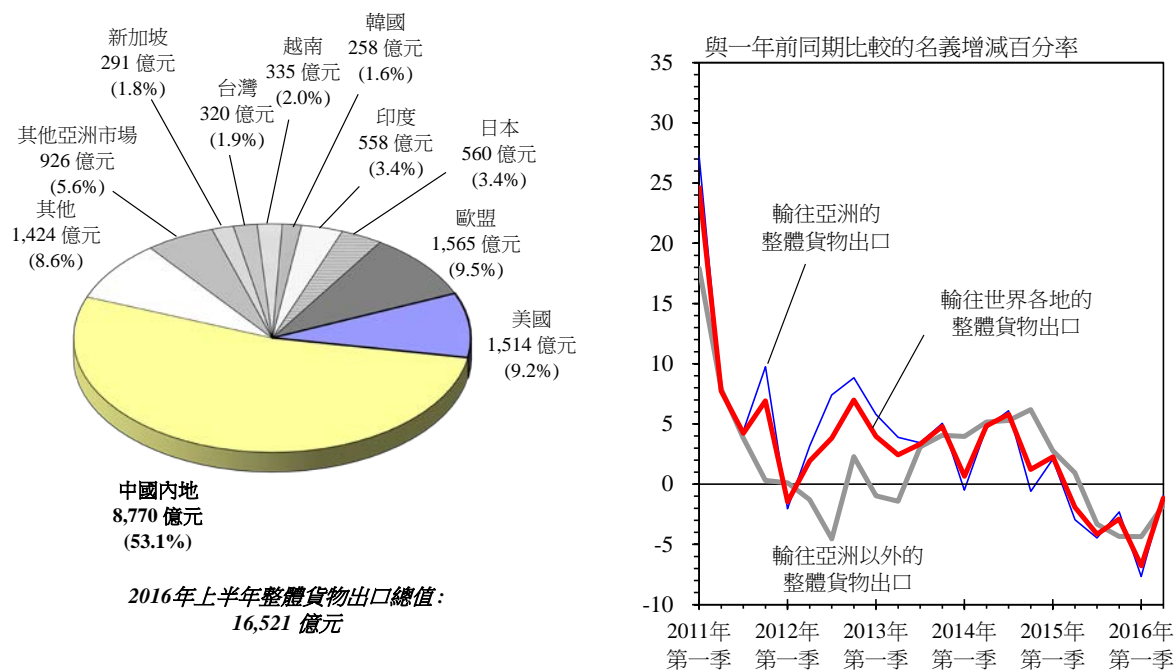 新加坡
291 億元
(1.8%)
台灣
320 億元
(1.9%)
越南
335 億元
(2.0%)
韓國
258 億元
(1.6%)
印度
558 億元
(3.4%)
日本
560 億元
(3.4%)
其他亞洲市場
926 億元
(5.6%)
其他
1,424 億元
(8.6%)
歐盟
1,565 億元
(9.5%)
美國
1,514 億元
(9.2%)
中國內地
8,770 億元
(53.1%)
2016年上半年整體貨物出口總值 :
16,521 億元
與一年前同期比較的名義增減百分率
35
30
25
20
15
10
5
0
-5
-10
輸往亞洲的
整體貨物出口
輸往世界各地的
整體貨物出口
輸往亞洲以外的
整體貨物出口
2011年
第一季
2012年
第一季
2013年
第一季
2014年
第一季
2015年
第一季
2016年
第一季